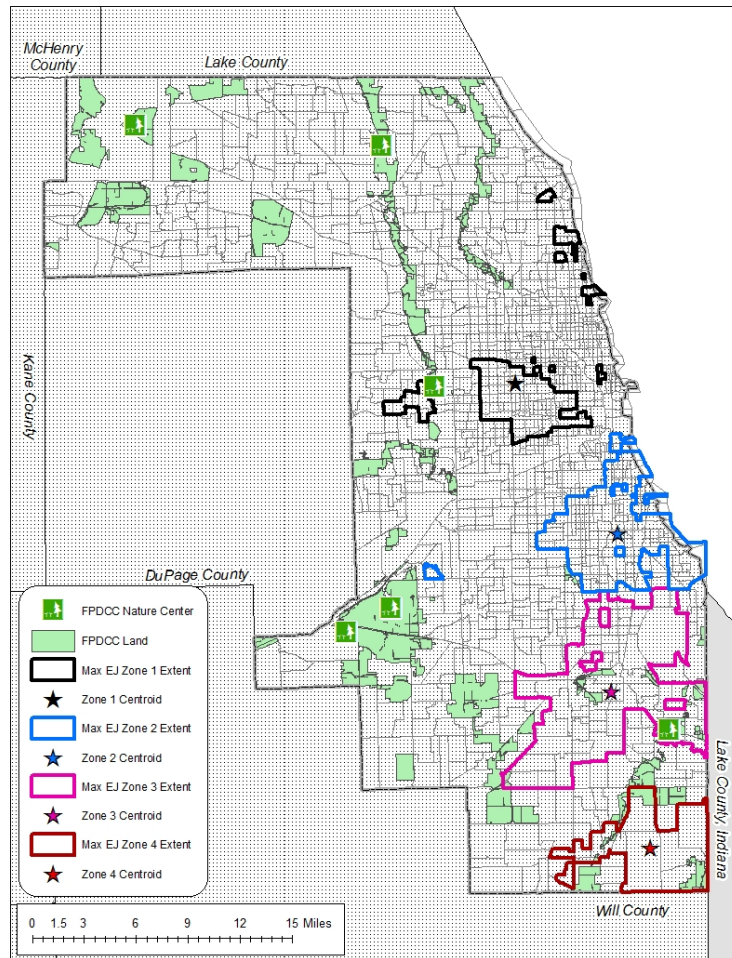 McHenry
County
Lake County
Kane County
DuPage County
FPDCC Nature Center
FPDCC Land
Max EJ Zone 1 Extent
Zone 1 Centroid
Max EJ Zone 2 Extent
Zone 2 Centroid
Max EJ Zone 3 Extent
Zone 3 Centroid
Max EJ Zone 4 Extent
Zone 4 Centroid
Lake County, Indiana
Will County
0 1.5 3 6 9 12 15 Miles